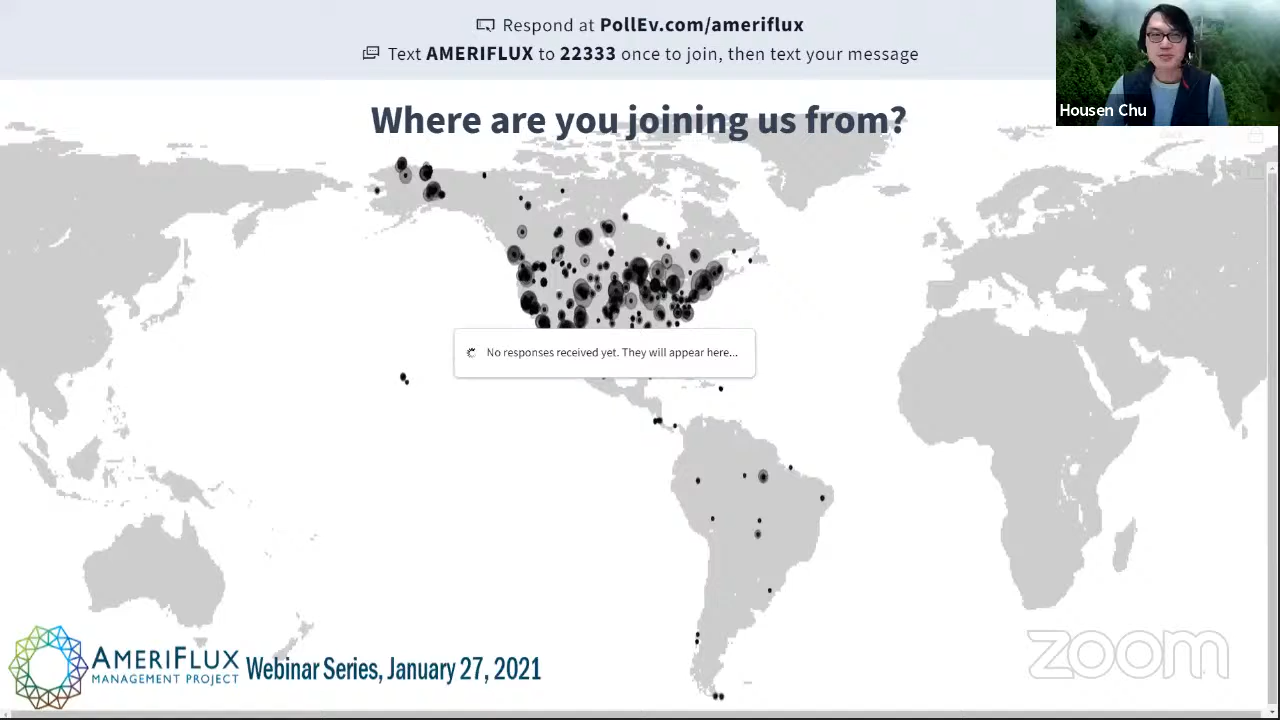 Respond at PollEv.com/ameriflux
Text AMERIFLUX to 22333 once to join, then text your message
Housen Chu
Where are you joining us from?
No responses received yet. They will appear here...
AMERIFLUX
MANAGEMENT PROJECT
Webinar Series, January 27, 2021
zoom